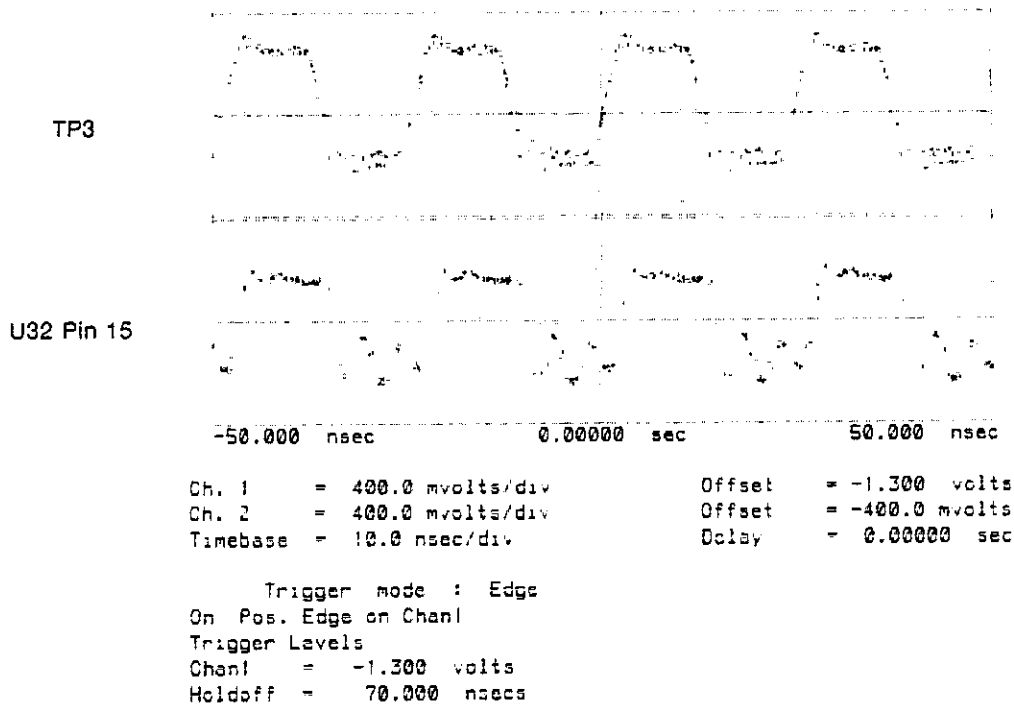 TP3
U32 Pin 15
-50.000 nsec 0.00000 sec 50.000 nsec
Ch. 1 = 400.0 mvolts/div Offset = -1.300 volts
Ch. 2 = 400.0 mvolts/div Offset = -400.0 mvolts
Timebase = 10.0 nsec/div Delay = 0.00000 sec
Trigger mode : Edge
On Pos. Edge on Chan1
Trigger Levels
Chan1 = -1.300 volts
Holdoff = 70.000 nsecs